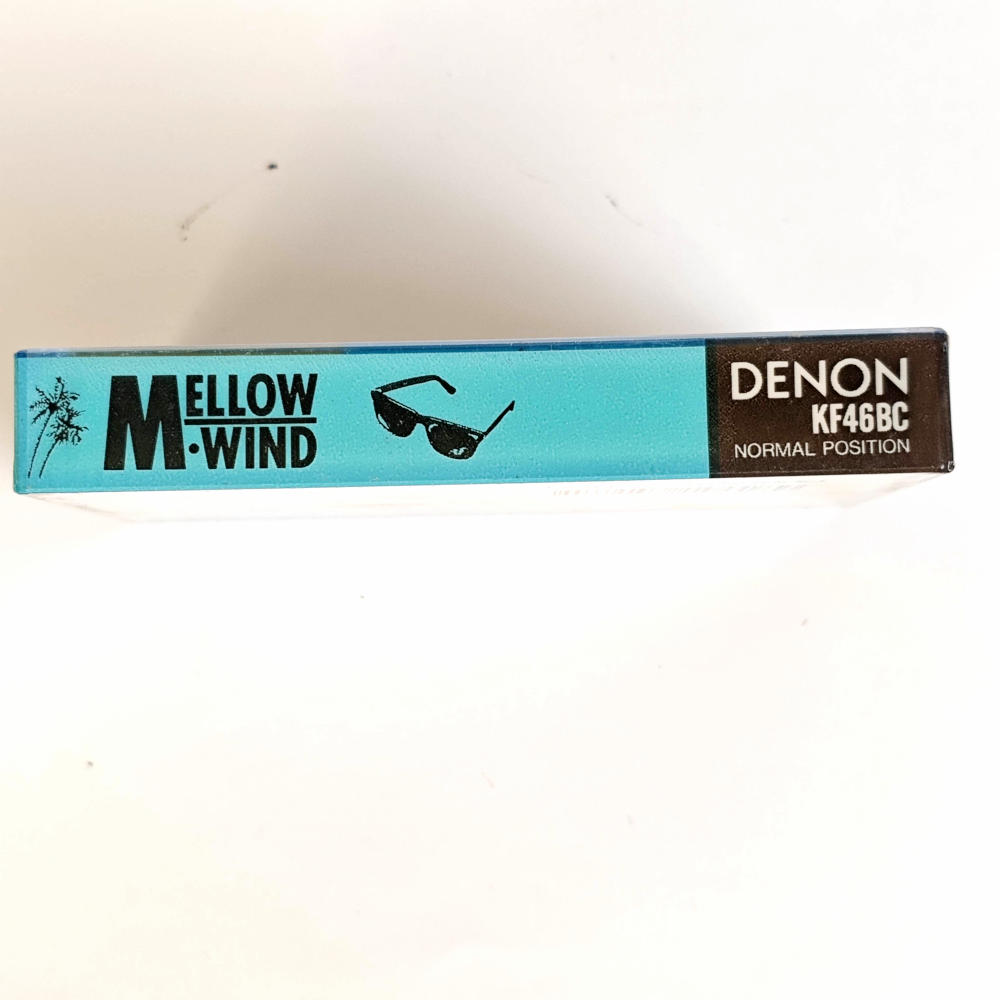 MELLOW
M·WIND
DENON
KF46BC
NORMAL POSITION